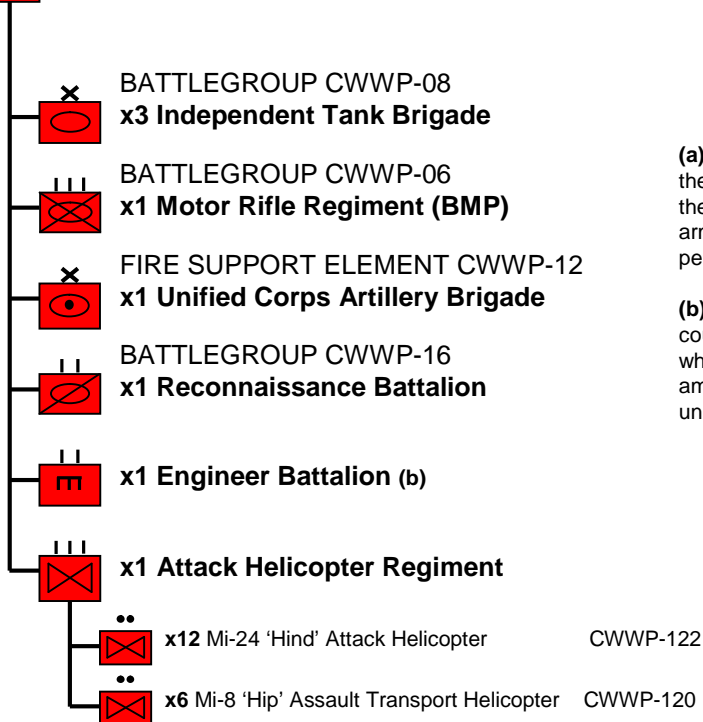 BATTLEGROUP CWWP-08
x3 Independent Tank Brigade
BATTLEGROUP CWWP-06
x1 Motor Rifle Regiment (BMP)
FIRE SUPPORT ELEMENT CWWP-12
x1 Unified Corps Artillery Brigade
BATTLEGROUP CWWP-16
x1 Reconnaissance Battalion
x1 Engineer Battalion (b)
x1 Attack Helicopter Regiment
x12 Mi-24 ‘Hind’ Attack Helicopter CWWP-122
x6 Mi-8 ‘Hip’ Assault Transport Helicopter CWWP-120
(a)
the
the
arr
pe
(b)
cou
wh
am
un